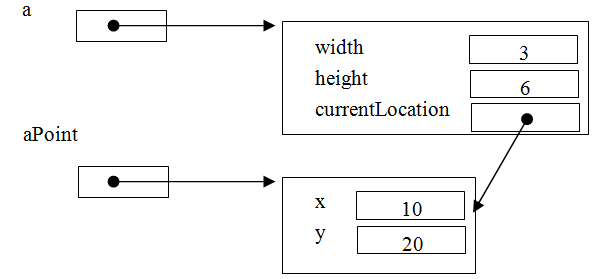 a
width 3
height 6
currentLocation
aPoint
x 10
y 20